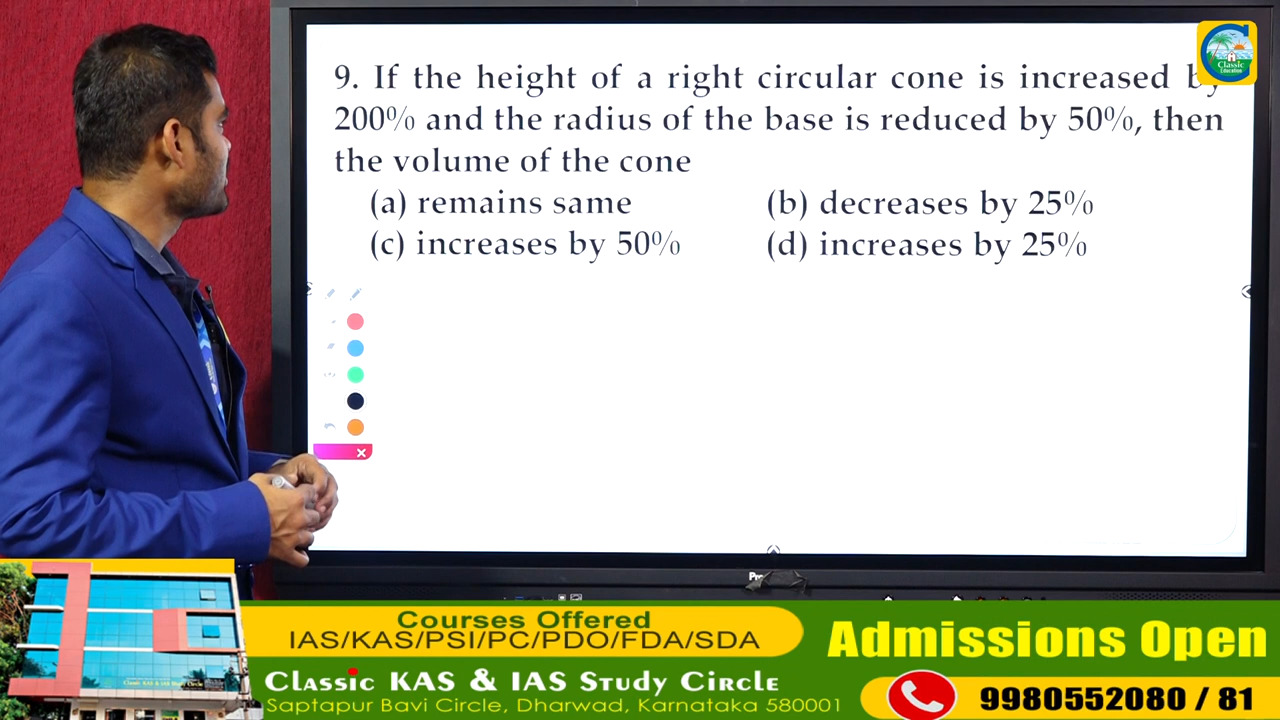 9. If the height of a right circular cone is increased by
200% and the radius of the base is reduced by 50%, then
the volume of the cone
(a) remains same (b) decreases by 25%
(c) increases by 50% (d) increases by 25%
Classic
Education
Courses Offered
IAS/KAS/PSI/PC/PDO/FDA/SDA
Classic KAS & IAS Study Circle
Saptapur Bavi Circle, Dharwad, Karnataka 580001
Admissions Open
9980552080 / 81